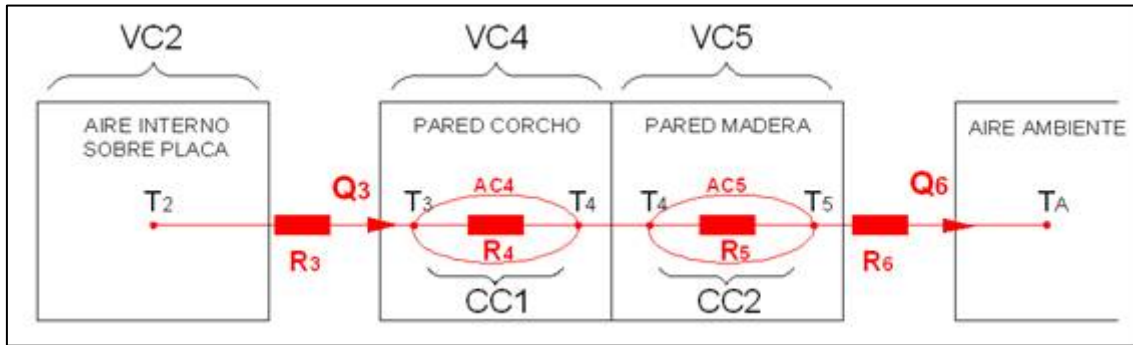 VC2
VC4
VC5
AIRE INTERNO
SOBRE PLACA
PARED CORCHO
PARED MADERA
AIRE AMBIENTE
T2
R3
Q3
T3
AC4
R4
T4
CC1
T4
AC5
R5
T5
CC2
Q6
R6
TA